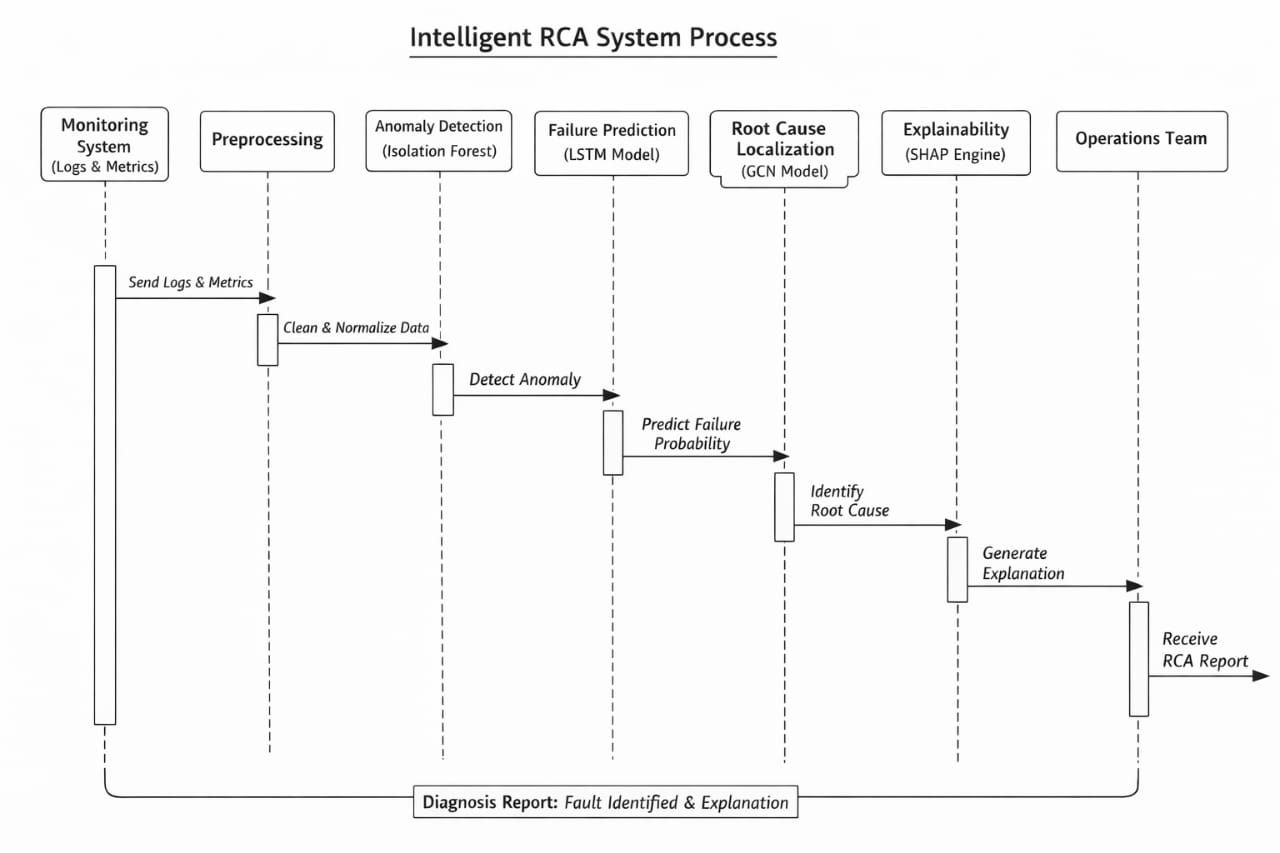 Intelligent RCA System Process
Monitoring
System
(Logs & Metrics)
Preprocessing
Anomaly Detection
(Isolation Forest)
Failure Prediction
(LSTM Model)
Root Cause
Localization
(GCN Model)
Explainability
(SHAP Engine)
Operations Team
Send Logs & Metrics
Clean & Normalize Data
Detect Anomaly
Predict Failure
Probability
Identify
Root Cause
Generate
Explanation
Receive
RCA Report
Diagnosis Report: Fault Identified & Explanation